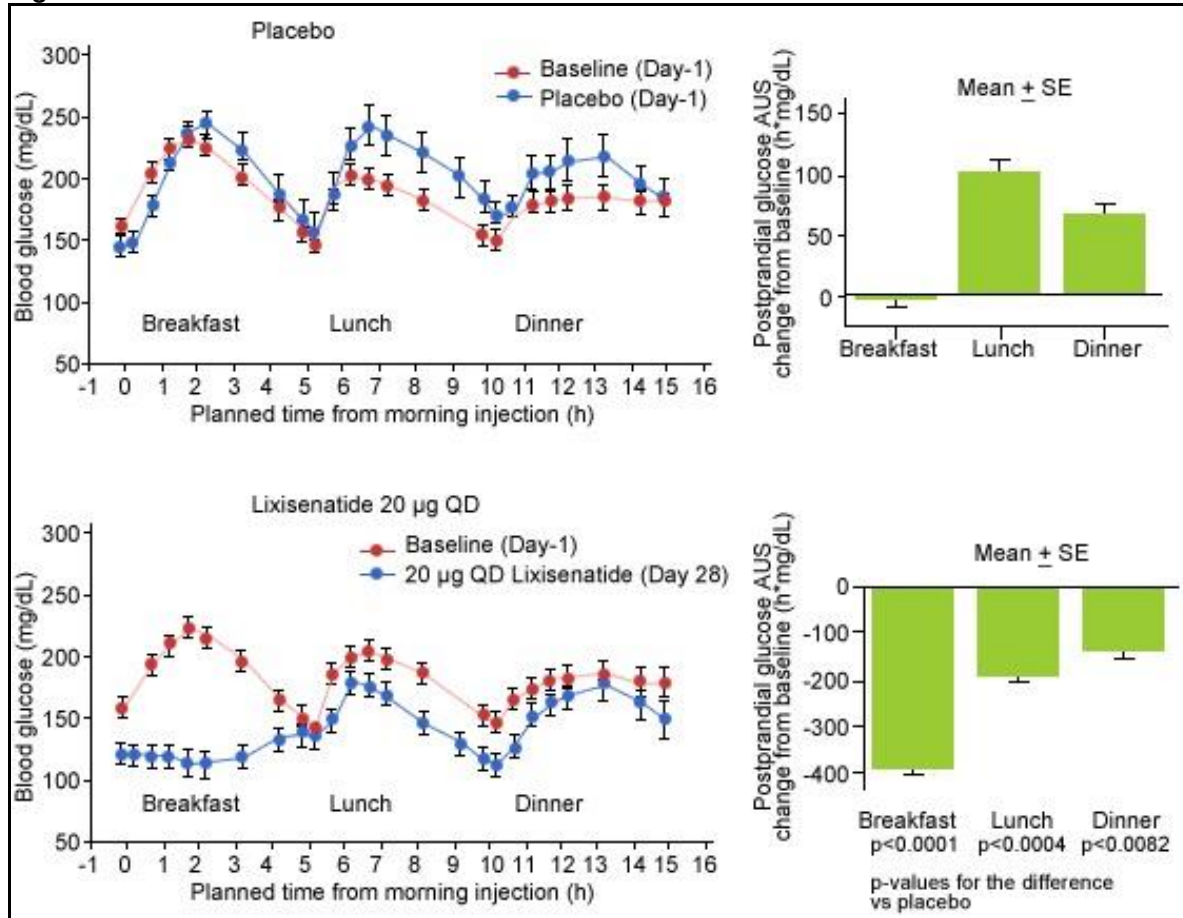 Placebo
300
250
200
150
100
50
Blood glucose (mg/dL)
Baseline (Day-1)
Placebo (Day-1)
Breakfast
Lunch
Dinner
-1 0 1 2 3 4 5 6 7 8 9 10 11 12 13 14 15 16
Planned time from morning injection (h)
Mean + SE
150
100
50
0
Postprandial glucose AUS
change from baseline (h*mg/dL)
Breakfast Lunch Dinner
Lixisenatide 20 µg QD
300
250
200
150
100
50
Blood glucose (mg/dL)
Baseline (Day-1)
20 µg QD Lixisenatide (Day 28)
Breakfast
Lunch
Dinner
-1 0 1 2 3 4 5 6 7 8 9 10 11 12 13 14 15 16
Planned time from morning injection (h)
Mean + SE
0
-100
-200
-300
-400
Postprandial glucose AUS
change from baseline (h*mg/dL)
Breakfast Lunch Dinner
p<0.0001 p<0.0004 p<0.0082
p-values for the difference
vs placebo